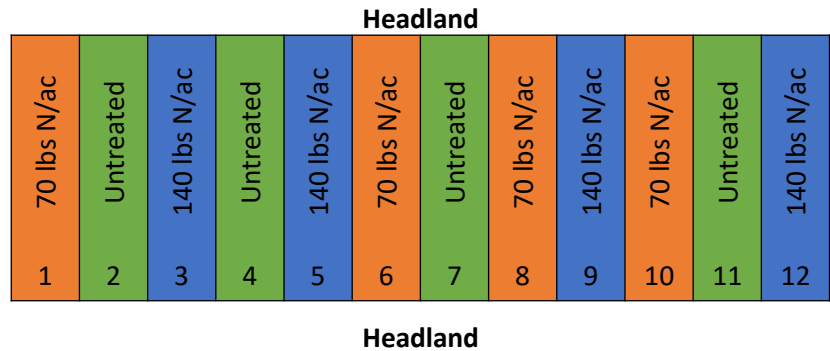 Headland
70 lbs N/ac
Untreated
140 lbs N/ac
Untreated
140 lbs N/ac
70 lbs N/ac
Untreated
70 lbs N/ac
140 lbs N/ac
70 lbs N/ac
Untreated
140 lbs N/ac
1 2 3 4 5 6 7 8 9 10 11 12
Headland